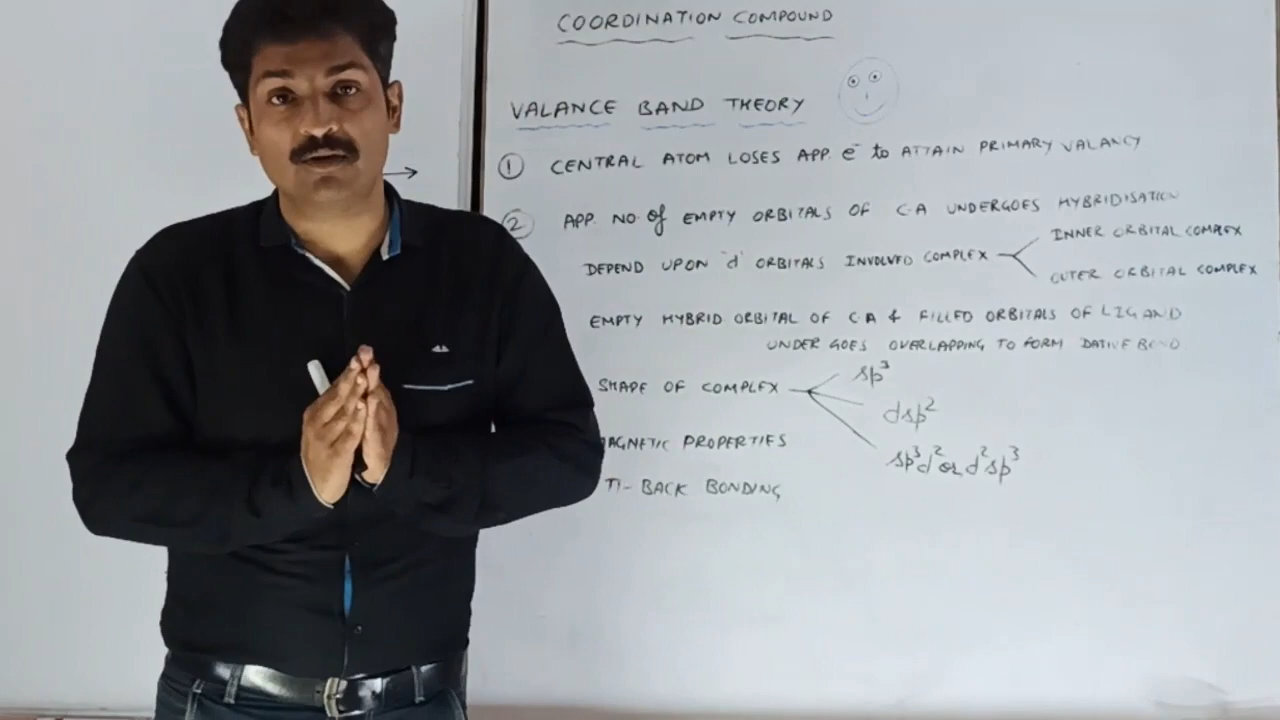 COORDINATION COMPOUND
VALANCE BAND THEORY
① CENTRAL ATOM LOSES APP. e⁻ to ATTAIN PRIMARY VALANCY
② APP. NO. of EMPTY ORBITALS OF C.A UNDERGOES HYBRIDISATION
DEPEND UPON "d" ORBITALS INVOLVED COMPLEX
INNER ORBITAL COMPLEX
OUTER ORBITAL COMPLEX
EMPTY HYBRID ORBITAL OF C.A & FILLED ORBITALS OF LIGAND
UNDER GOES OVERLAPPING TO FORM DATIVE BOND
SHAPE OF COMPLEX
sp³
dsp²
sp³d² or d²sp³
MAGNETIC PROPERTIES
π-BACK BONDING